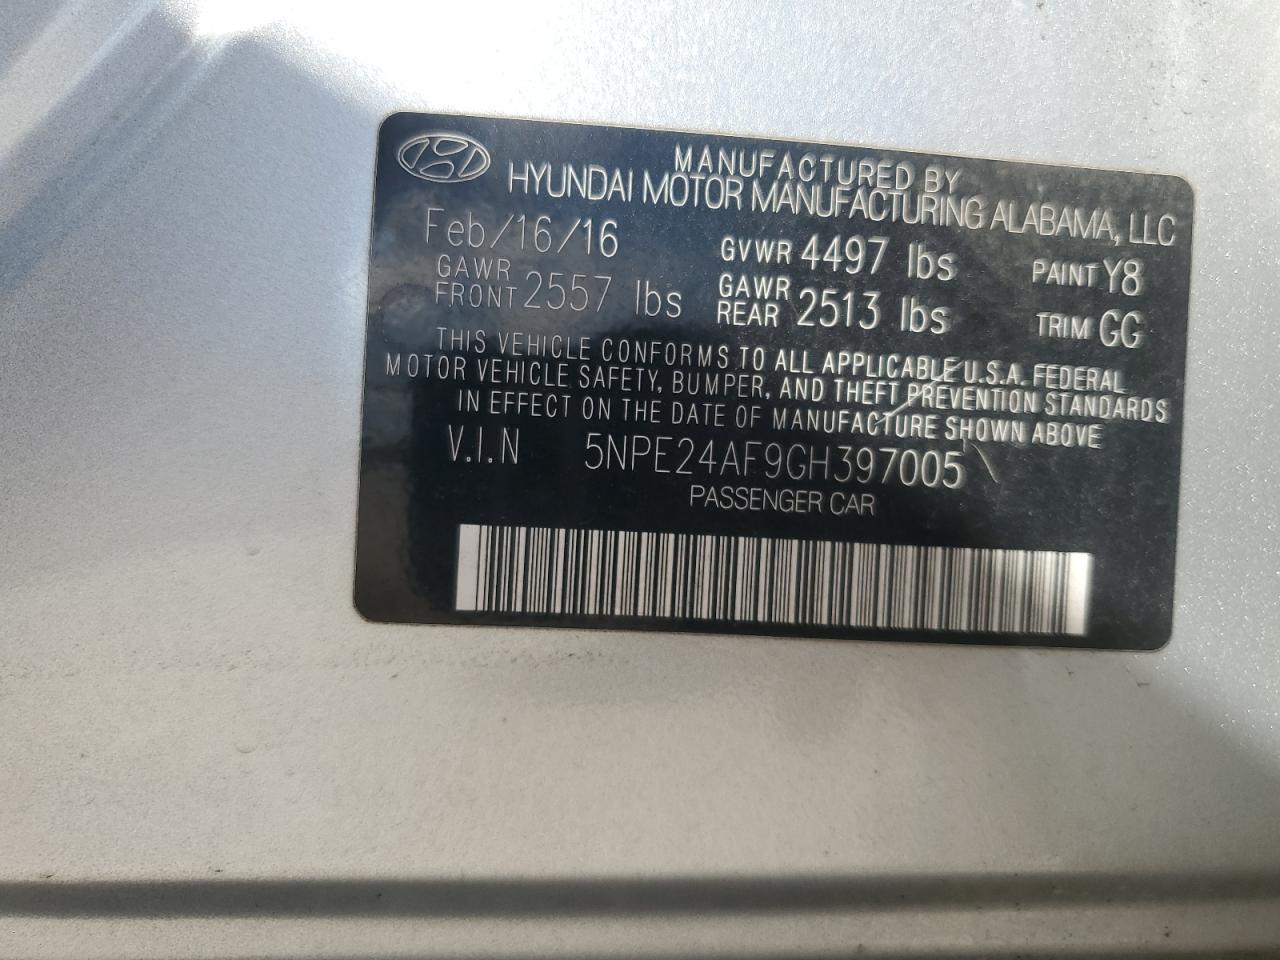 MANUFACTURED BY
HYUNDAI MOTOR MANUFACTURING ALABAMA, LLC
Feb/16/16 GVWR 4497 lbs PAINT Y8
GAWR FRONT 2557 lbs GAWR REAR 2513 lbs TRIM GG
THIS VEHICLE CONFORMS TO ALL APPLICABLE U.S.A. FEDERAL
MOTOR VEHICLE SAFETY, BUMPER, AND THEFT PREVENTION STANDARDS
IN EFFECT ON THE DATE OF MANUFACTURE SHOWN ABOVE
V.I.N 5NPE24AF9GH397005
PASSENGER CAR